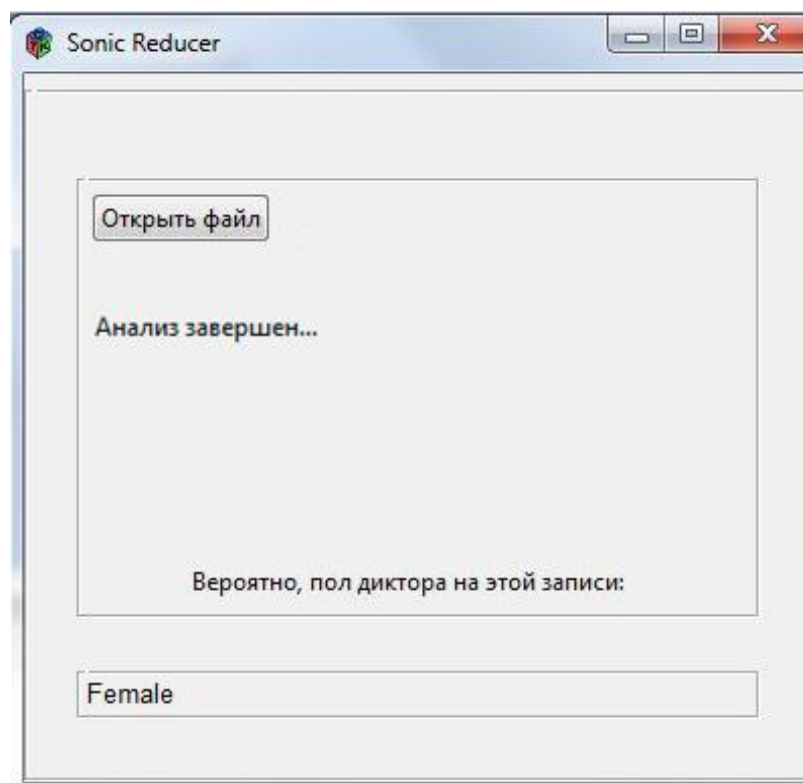 Sonic Reducer
Открыть файл
Анализ завершен...
Вероятно, пол диктора на этой записи:
Female